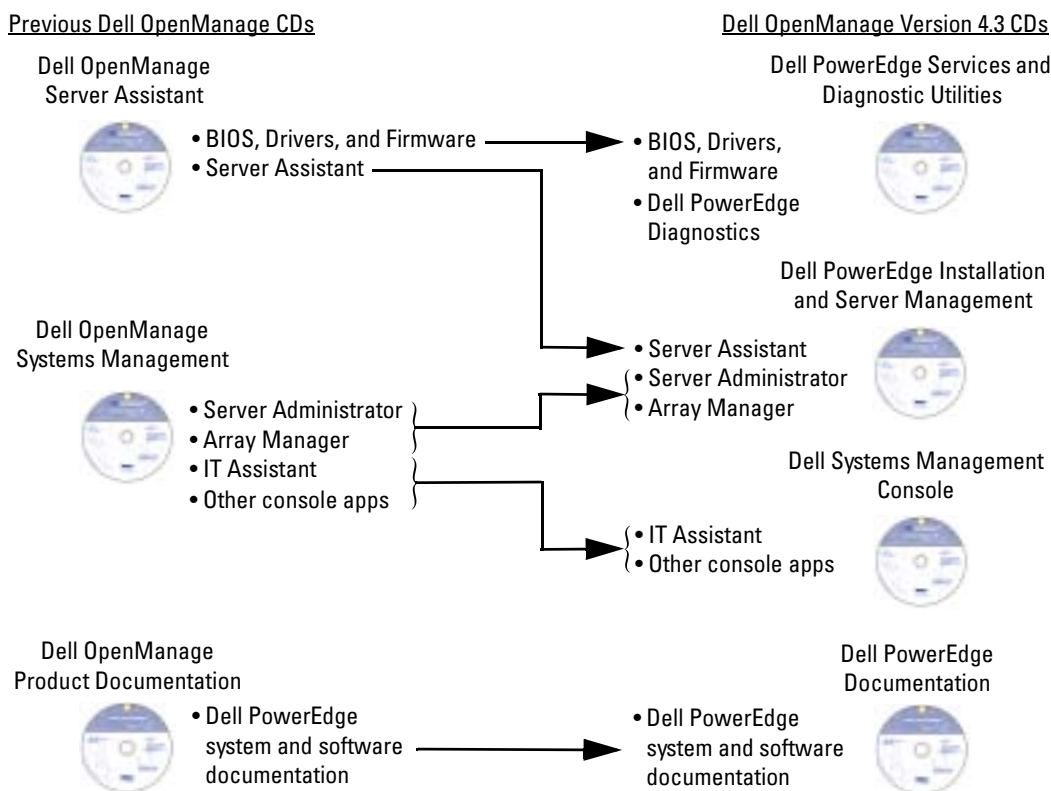 Previous Dell OpenManage CDs
Dell OpenManage Version 4.3 CDs
Dell OpenManage
Server Assistant
• BIOS, Drivers, and Firmware
• Server Assistant
Dell PowerEdge Services and
Diagnostic Utilities
• BIOS, Drivers,
and Firmware
• Dell PowerEdge
Diagnostics
Dell PowerEdge Installation
and Server Management
• Server Assistant
• Server Administrator
• Array Manager
Dell OpenManage
Systems Management
• Server Administrator
• Array Manager
• IT Assistant
• Other console apps
Dell Systems Management
Console
• IT Assistant
• Other console apps
Dell OpenManage
Product Documentation
• Dell PowerEdge
system and software
documentation
Dell PowerEdge
Documentation
• Dell PowerEdge
system and software
documentation